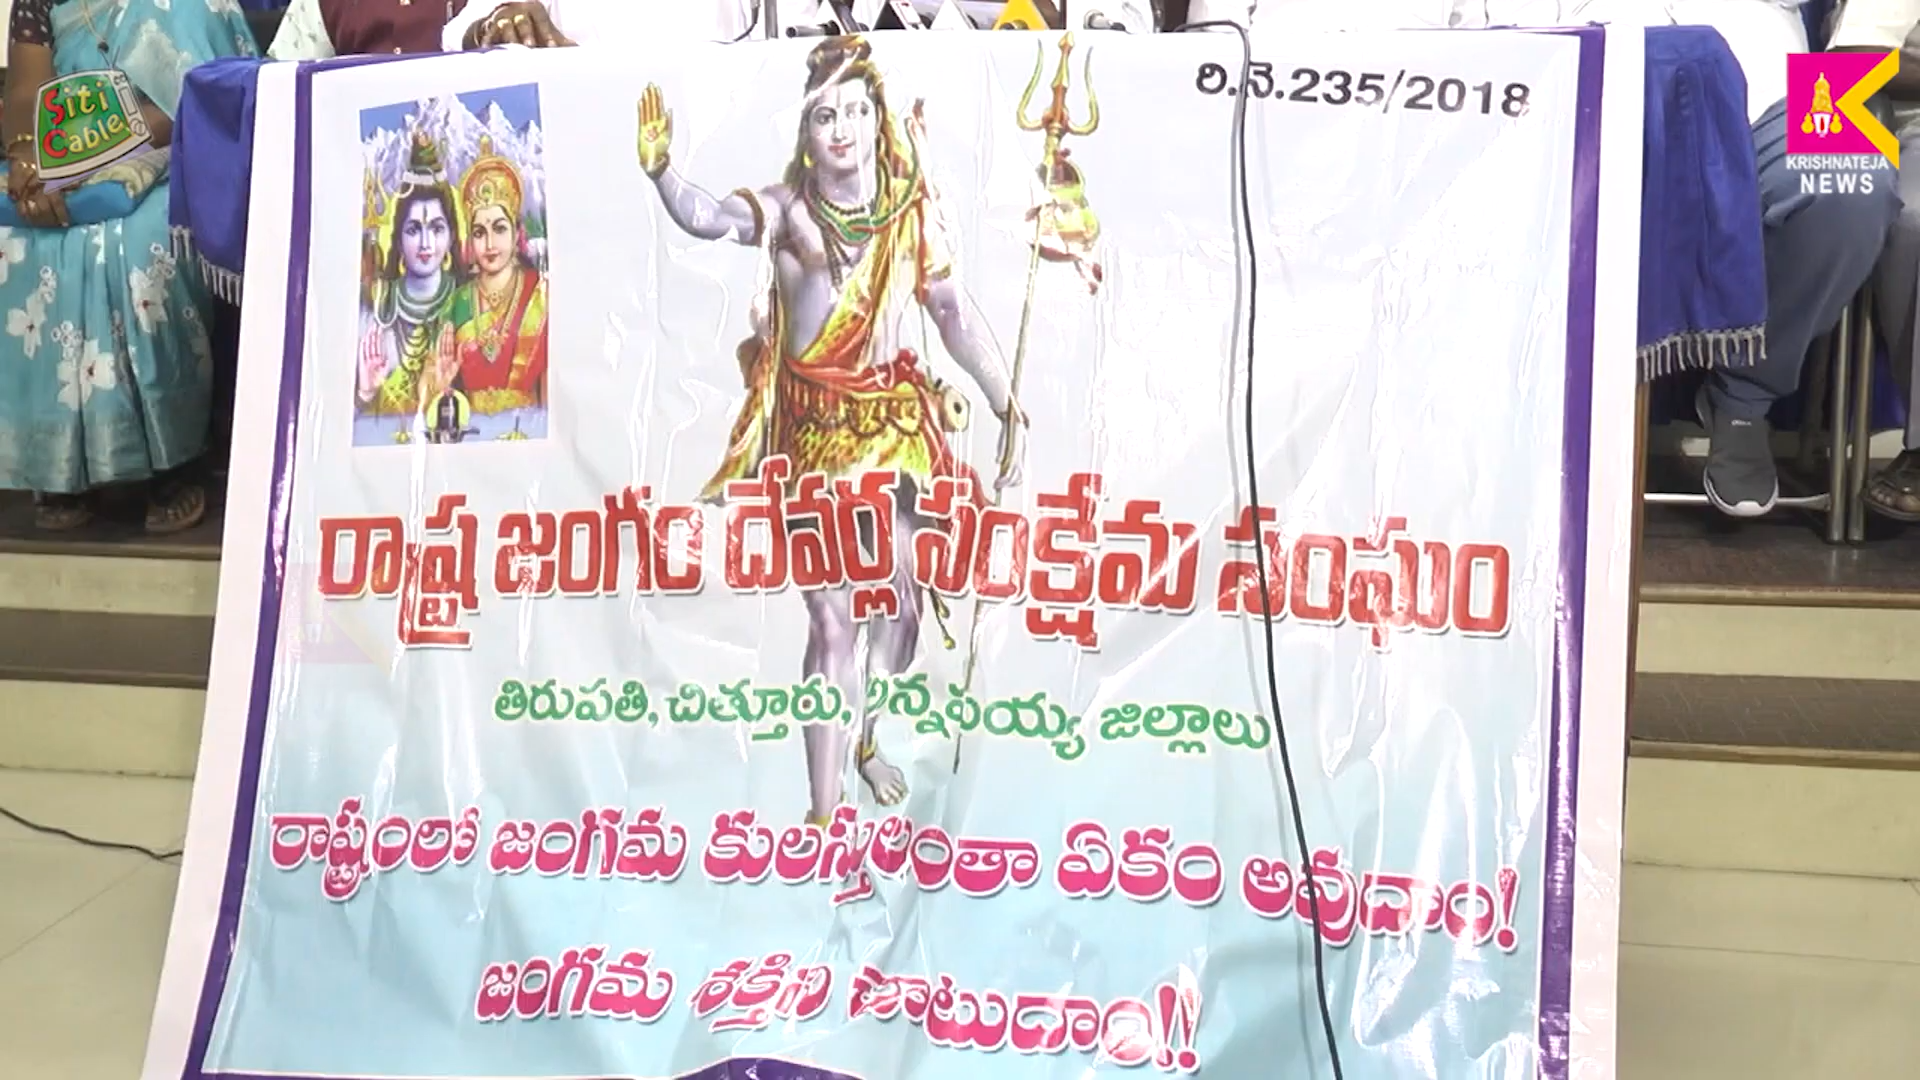 Siti
Cable
రి.నె.235/2018
KRISHNATEJA
NEWS
రాష్ట్ర జంగం దేవర్ల సంక్షేమ సంఘం
తిరుపతి, చిత్తూరు, అన్నమయ్య జిల్లాలు
రాష్ట్రంలో జంగమ కులస్తులంతా ఏకం అవుదాం!
జంగమ శక్తిని చాటుదాం!!